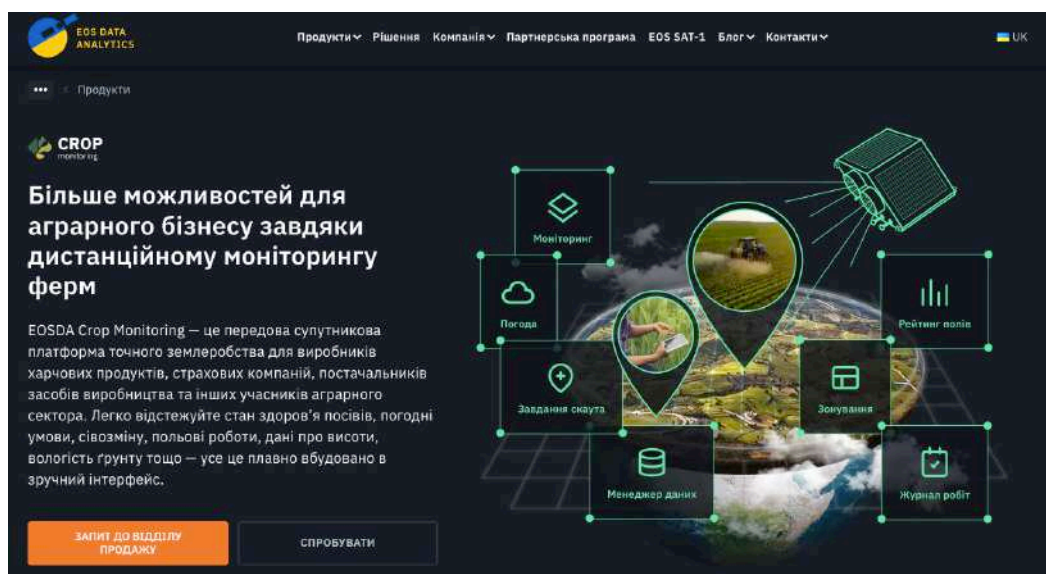 EOS DATA
ANALYTICS
Продукти Рішення Компанія Партнерська програма EOS SAT-1 Блог Контакти UK
••• < Продукти
CROP
monitoring
Більше можливостей для
аграрного бізнесу завдяки
дистанційному моніторингу
ферм
EOSDA Crop Monitoring — це передова супутникова
платформа точного землеробства для виробників
харчових продуктів, страхових компаній, постачальників
засобів виробництва та інших учасників аграрного
сектора. Легко відстежуйте стан здоров'я посівів, погодні
умови, сівозміну, польові роботи, дані про висоти,
вологість ґрунту тощо — усе це плавно вбудовано в
зручний інтерфейс.
ЗАПИТ ДО ВІДДІЛУ
ПРОДАЖУ
СПРОБУВАТИ
Моніторинг
Погода
Рейтинг полів
Завдання скаута
Зонування
Менеджер даних
Журнал робіт